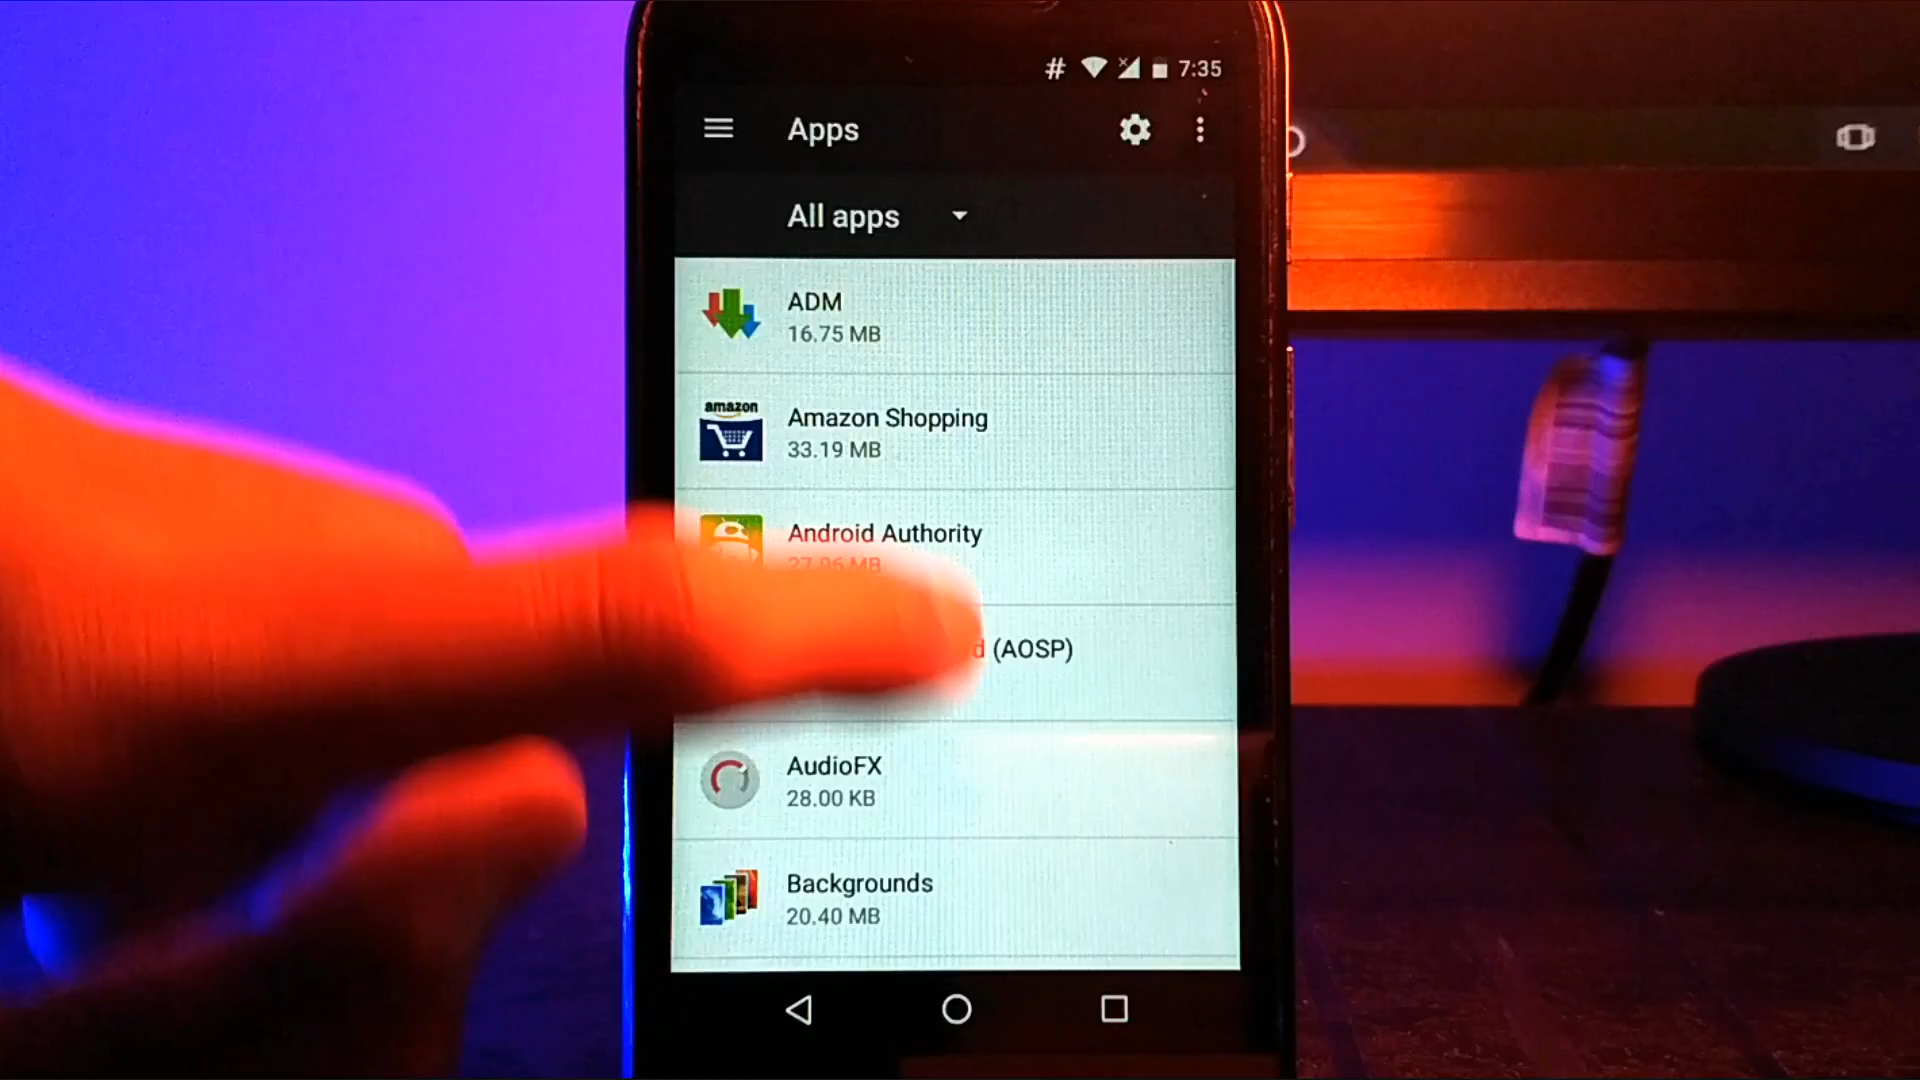 # 7:35
Apps
All apps
ADM
16.75 MB
amazon
Amazon Shopping
33.19 MB
Android Authority
27.96 MB
d (AOSP)
AudioFX
28.00 KB
Backgrounds
20.40 MB